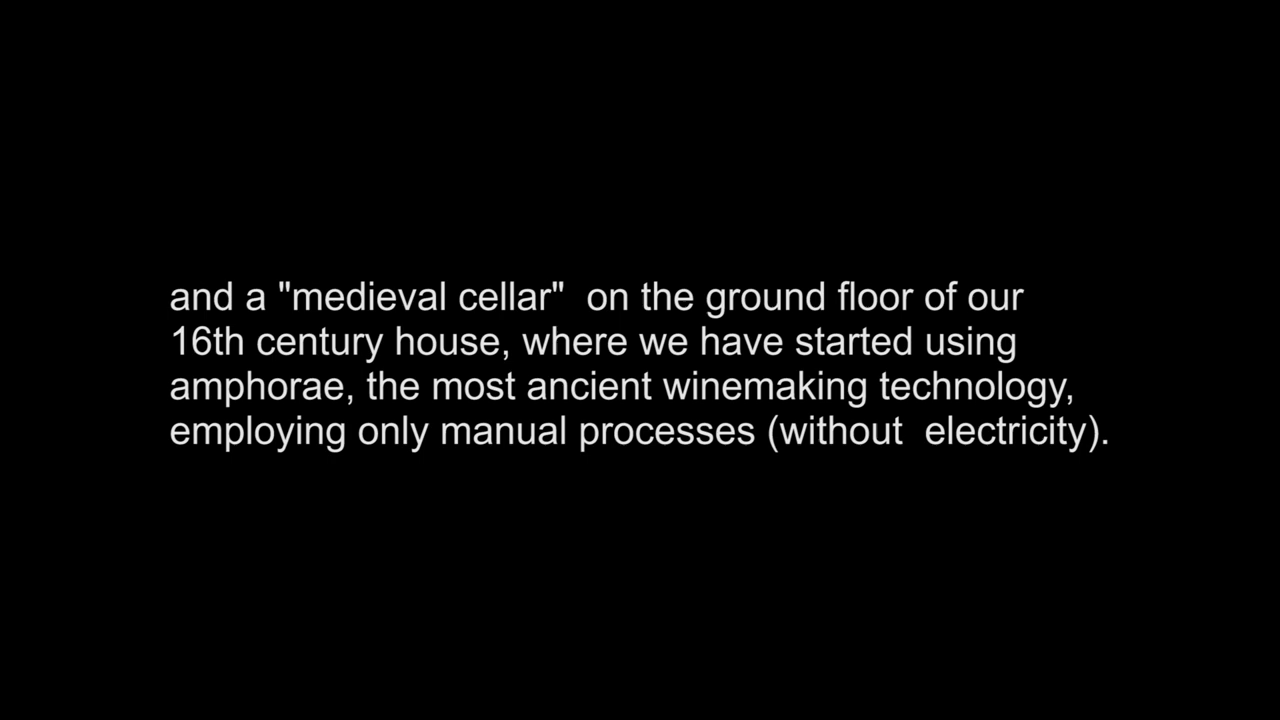 and a "medieval cellar"  on the ground floor of our
16th century house, where we have started using
amphorae, the most ancient winemaking technology,
employing only manual processes (without  electricity).